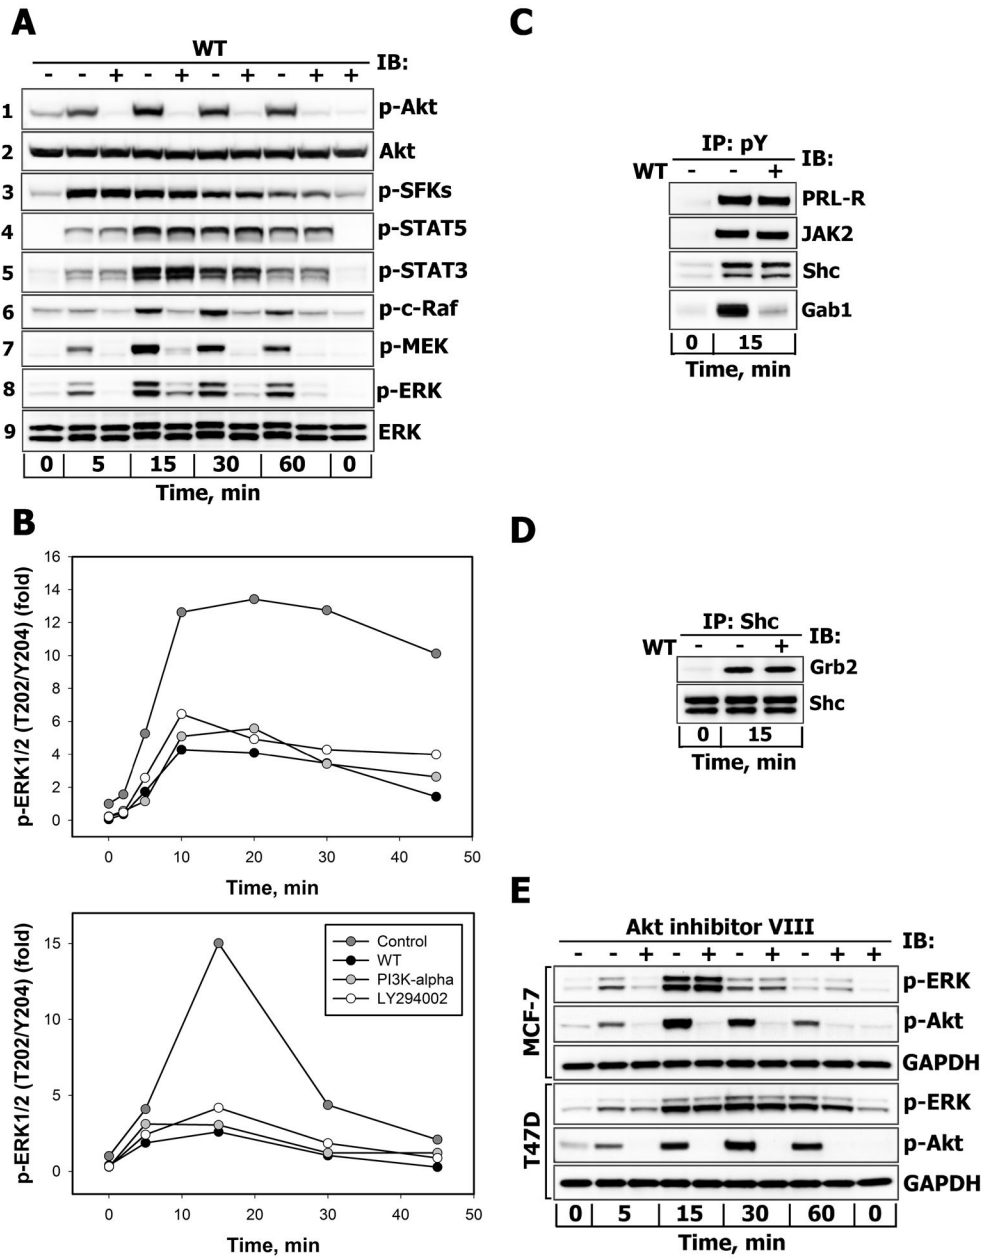 A
WT
IB:
- - + - + - + - + +
1 p-Akt
2 Akt
3 p-SFKs
4 p-STAT5
5 p-STAT3
6 p-c-Raf
7 p-MEK
8 p-ERK
9 ERK
0 5 15 30 60 0
Time, min
B
p-ERK1/2 (T202/Y204) (fold)
16
14
12
10
8
6
4
2
0
0 10 20 30 40 50
Time, min
p-ERK1/2 (T202/Y204) (fold)
15
10
5
0
Control
WT
PI3K-alpha
LY294002
0 10 20 30 40 50
Time, min
C
IP: pY
WT - - + IB:
PRL-R
JAK2
Shc
Gab1
0 15
Time, min
D
IP: Shc
WT - - + IB:
Grb2
Shc
0 15
Time, min
E
Akt inhibitor VIII
IB:
- - + - + - + - + +
MCF-7
p-ERK
p-Akt
GAPDH
T47D
p-ERK
p-Akt
GAPDH
0 5 15 30 60 0
Time, min